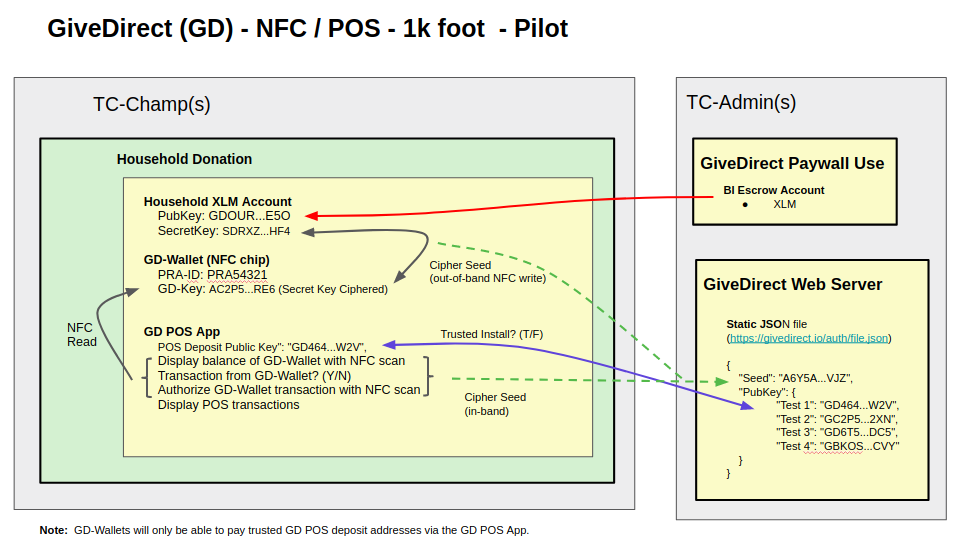 GiveDirect (GD) - NFC / POS - 1k foot  - Pilot
TC-Champ(s)
Household Donation
Household XLM Account
PubKey: GDOUR...E5O
SecretKey: SDRXZ...HF4
GD-Wallet (NFC chip)
PRA-ID: PRA54321
GD-Key: AC2P5...RE6 (Secret Key Ciphered)
Cipher Seed
(out-of-band NFC write)
NFC
Read
GD POS App
POS Deposit Public Key": "GD464...W2V",
Display balance of GD-Wallet with NFC scan
Transaction from GD-Wallet? (Y/N)
Authorize GD-Wallet transaction with NFC scan
Display POS transactions
Trusted Install? (T/F)
Cipher Seed
(in-band)
TC-Admin(s)
GiveDirect Paywall Use
BI Escrow Account
● XLM
GiveDirect Web Server
Static JSON file
(https://givedirect.io/auth/file.json)
{
"Seed": "A6Y5A...VJZ",
"PubKey": {
"Test 1": "GD464...W2V",
"Test 2": "GC2P5...2XN",
"Test 3": "GD6T5...DC5",
"Test 4": "GBKOS...CVY"
}
}
Note:  GD-Wallets will only be able to pay trusted GD POS deposit addresses via the GD POS App.